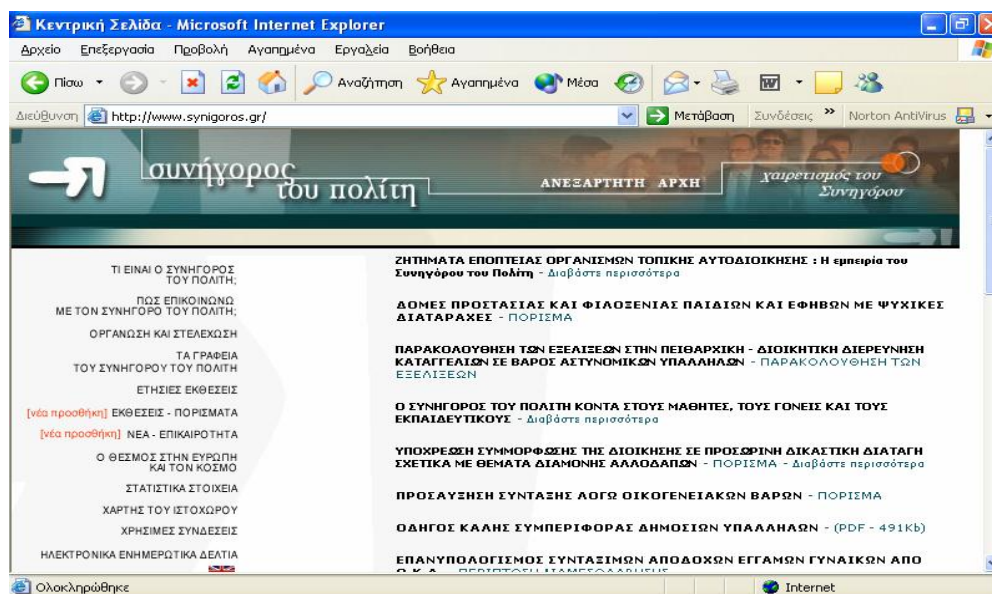 Κεντρική Σελίδα - Microsoft Internet Explorer
Αρχείο Επεξεργασία Προβολή Αγαπημένα Εργαλεία Βοήθεια
Πίσω Αναζήτηση Αγαπημένα Μέσα
Διεύθυνση http://www.synigoros.gr/ Μετάβαση Συνδέσεις » Norton AntiVirus
συνήγορος
του πολίτη
ΑΝΕΞΑΡΤΗΤΗ ΑΡΧΗ
χαιρετισμός του
Συνηγόρου
ΤΙ ΕΙΝΑΙ Ο ΣΥΝΗΓΟΡΟΣ
ΤΟΥ ΠΟΛΙΤΗ;
ΠΩΣ ΕΠΙΚΟΙΝΩΝΩ
ΜΕ ΤΟΝ ΣΥΝΗΓΟΡΟ ΤΟΥ ΠΟΛΙΤΗ;
ΟΡΓΑΝΩΣΗ ΚΑΙ ΣΤΕΛΕΧΩΣΗ
ΤΑ ΓΡΑΦΕΙΑ
ΤΟΥ ΣΥΝΗΓΟΡΟΥ ΤΟΥ ΠΟΛΙΤΗ
ΕΤΗΣΙΕΣ ΕΚΘΕΣΕΙΣ
[νέα προσθήκη] ΕΚΘΕΣΕΙΣ - ΠΟΡΙΣΜΑΤΑ
[νέα προσθήκη] ΝΕΑ - ΕΠΙΚΑΙΡΟΤΗΤΑ
Ο ΘΕΣΜΟΣ ΣΤΗΝ ΕΥΡΩΠΗ
ΚΑΙ ΤΟΝ ΚΟΣΜΟ
ΣΤΑΤΙΣΤΙΚΑ ΣΤΟΙΧΕΙΑ
ΧΑΡΤΗΣ ΤΟΥ ΙΣΤΟΧΩΡΟΥ
ΧΡΗΣΙΜΕΣ ΣΥΝΔΕΣΕΙΣ
ΗΛΕΚΤΡΟΝΙΚΑ ΕΝΗΜΕΡΩΤΙΚΑ ΔΕΛΤΙΑ
ΖΗΤΗΜΑΤΑ ΕΠΟΠΤΕΙΑΣ ΟΡΓΑΝΙΣΜΩΝ ΤΟΠΙΚΗΣ ΑΥΤΟΔΙΟΙΚΗΣΗΣ : Η εμπειρία του
Συνηγόρου του Πολίτη - Διαβάστε περισσότερα
ΔΟΜΕΣ ΠΡΟΣΤΑΣΙΑΣ ΚΑΙ ΦΙΛΟΞΕΝΙΑΣ ΠΑΙΔΙΩΝ ΚΑΙ ΕΦΗΒΩΝ ΜΕ ΨΥΧΙΚΕΣ
ΔΙΑΤΑΡΑΧΕΣ - ΠΟΡΙΣΜΑ
ΠΑΡΑΚΟΛΟΥΘΗΣΗ ΤΩΝ ΕΞΕΛΙΞΕΩΝ ΣΤΗΝ ΠΕΙΘΑΡΧΙΚΗ - ΔΙΟΙΚΗΤΙΚΗ ΔΙΕΡΕΥΝΗΣΗ
ΚΑΤΑΓΓΕΛΙΩΝ ΣΕ ΒΑΡΟΣ ΑΣΤΥΝΟΜΙΚΩΝ ΥΠΑΛΛΗΛΩΝ - ΠΑΡΑΚΟΛΟΥΘΗΣΗ ΤΩΝ
ΕΞΕΛΙΞΕΩΝ
Ο ΣΥΝΗΓΟΡΟΣ ΤΟΥ ΠΟΛΙΤΗ ΚΟΝΤΑ ΣΤΟΥΣ ΜΑΘΗΤΕΣ, ΤΟΥΣ ΓΟΝΕΙΣ ΚΑΙ ΤΟΥΣ
ΕΚΠΑΙΔΕΥΤΙΚΟΥΣ - Διαβάστε περισσότερα
ΥΠΟΧΡΕΩΣΗ ΣΥΜΜΟΡΦΩΣΗΣ ΤΗΣ ΔΙΟΙΚΗΣΗΣ ΣΕ ΠΡΟΣΩΡΙΝΗ ΔΙΚΑΣΤΙΚΗ ΔΙΑΤΑΓΗ
ΣΧΕΤΙΚΑ ΜΕ ΘΕΜΑΤΑ ΔΙΑΜΟΝΗΣ ΑΛΛΟΔΑΠΩΝ - ΠΟΡΙΣΜΑ - Διαβάστε περισσότερα
ΠΡΟΣΑΥΞΗΣΗ ΣΥΝΤΑΞΗΣ ΛΟΓΩ ΟΙΚΟΓΕΝΕΙΑΚΩΝ ΒΑΡΩΝ - ΠΟΡΙΣΜΑ
ΟΔΗΓΟΣ ΚΑΛΗΣ ΣΥΜΠΕΡΙΦΟΡΑΣ ΔΗΜΟΣΙΩΝ ΥΠΑΛΛΗΛΩΝ - (PDF - 491Kb)
ΕΠΑΝΥΠΟΛΟΓΙΣΜΟΣ ΣΥΝΤΑΞΙΜΩΝ ΑΠΟΔΟΧΩΝ ΕΓΓΑΜΩΝ ΓΥΝΑΙΚΩΝ ΑΠΟ
Ολοκληρώθηκε Internet